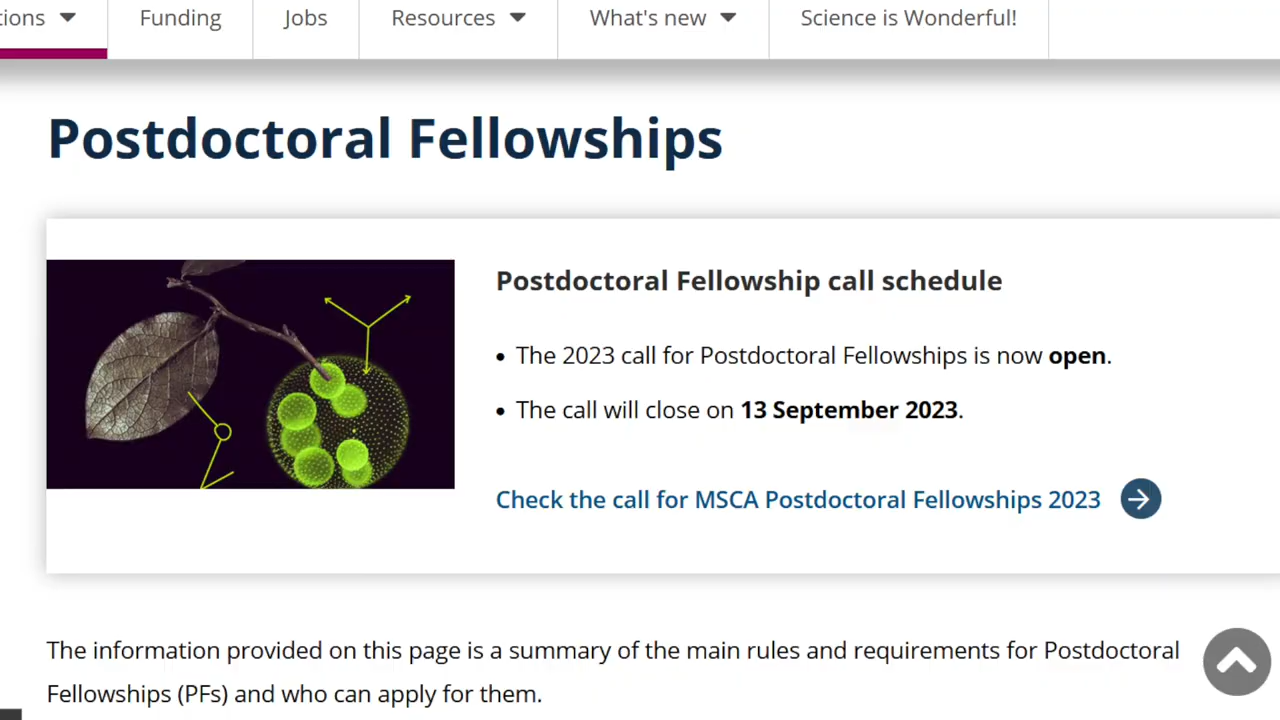 tions
Funding
Jobs
Resources
What's new
Science is Wonderful!
Postdoctoral Fellowships
Postdoctoral Fellowship call schedule
• The 2023 call for Postdoctoral Fellowships is now open.
• The call will close on 13 September 2023.
Check the call for MSCA Postdoctoral Fellowships 2023
The information provided on this page is a summary of the main rules and requirements for Postdoctoral
Fellowships (PFs) and who can apply for them.